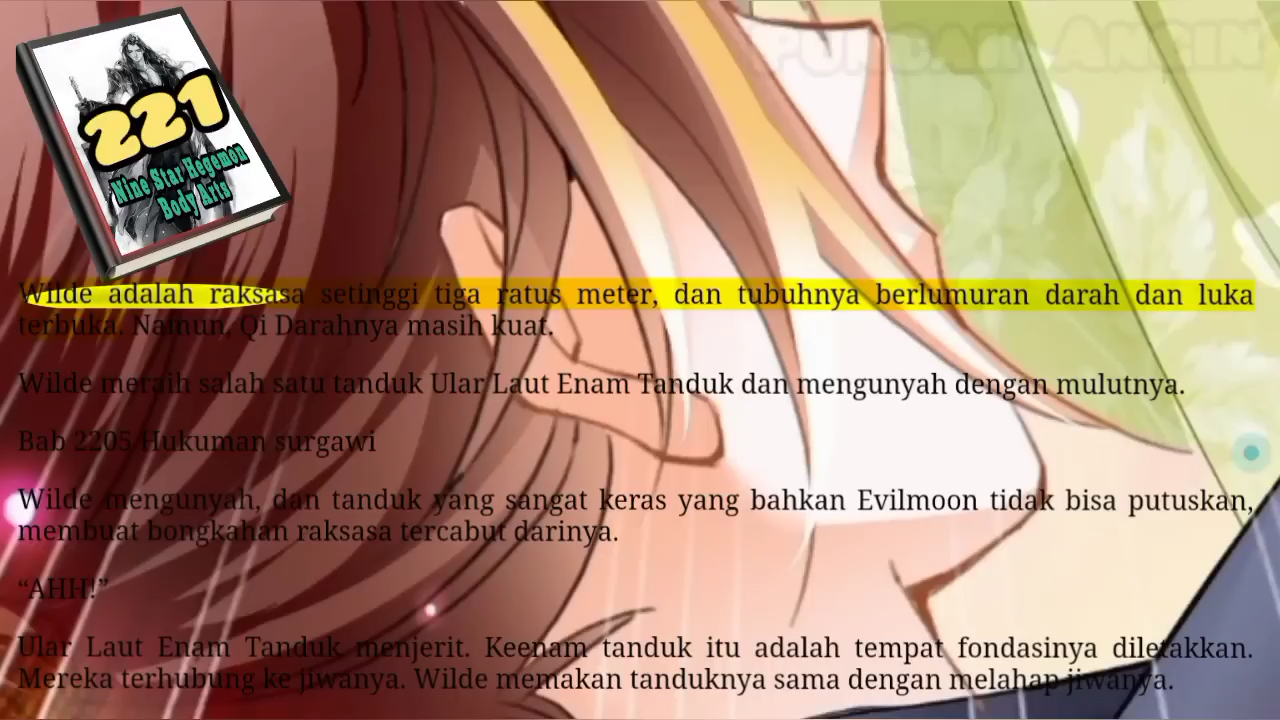 PUNCAK ANGIN
221
Nine Star Hegemon
Body Arts
Wilde adalah raksasa setinggi tiga ratus meter, dan tubuhnya berlumuran darah dan luka
terbuka. Namun, Qi Darahnya masih kuat.
Wilde meraih salah satu tanduk Ular Laut Enam Tanduk dan mengunyah dengan mulutnya.
Bab 2205 Hukuman surgawi
Wilde mengunyah, dan tanduk yang sangat keras yang bahkan Evilmoon tidak bisa putuskan,
membuat bongkahan raksasa tercabut darinya.
“AHH!”
Ular Laut Enam Tanduk menjerit. Keenam tanduk itu adalah tempat fondasinya diletakkan.
Mereka terhubung ke jiwanya. Wilde memakan tanduknya sama dengan melahap jiwanya.